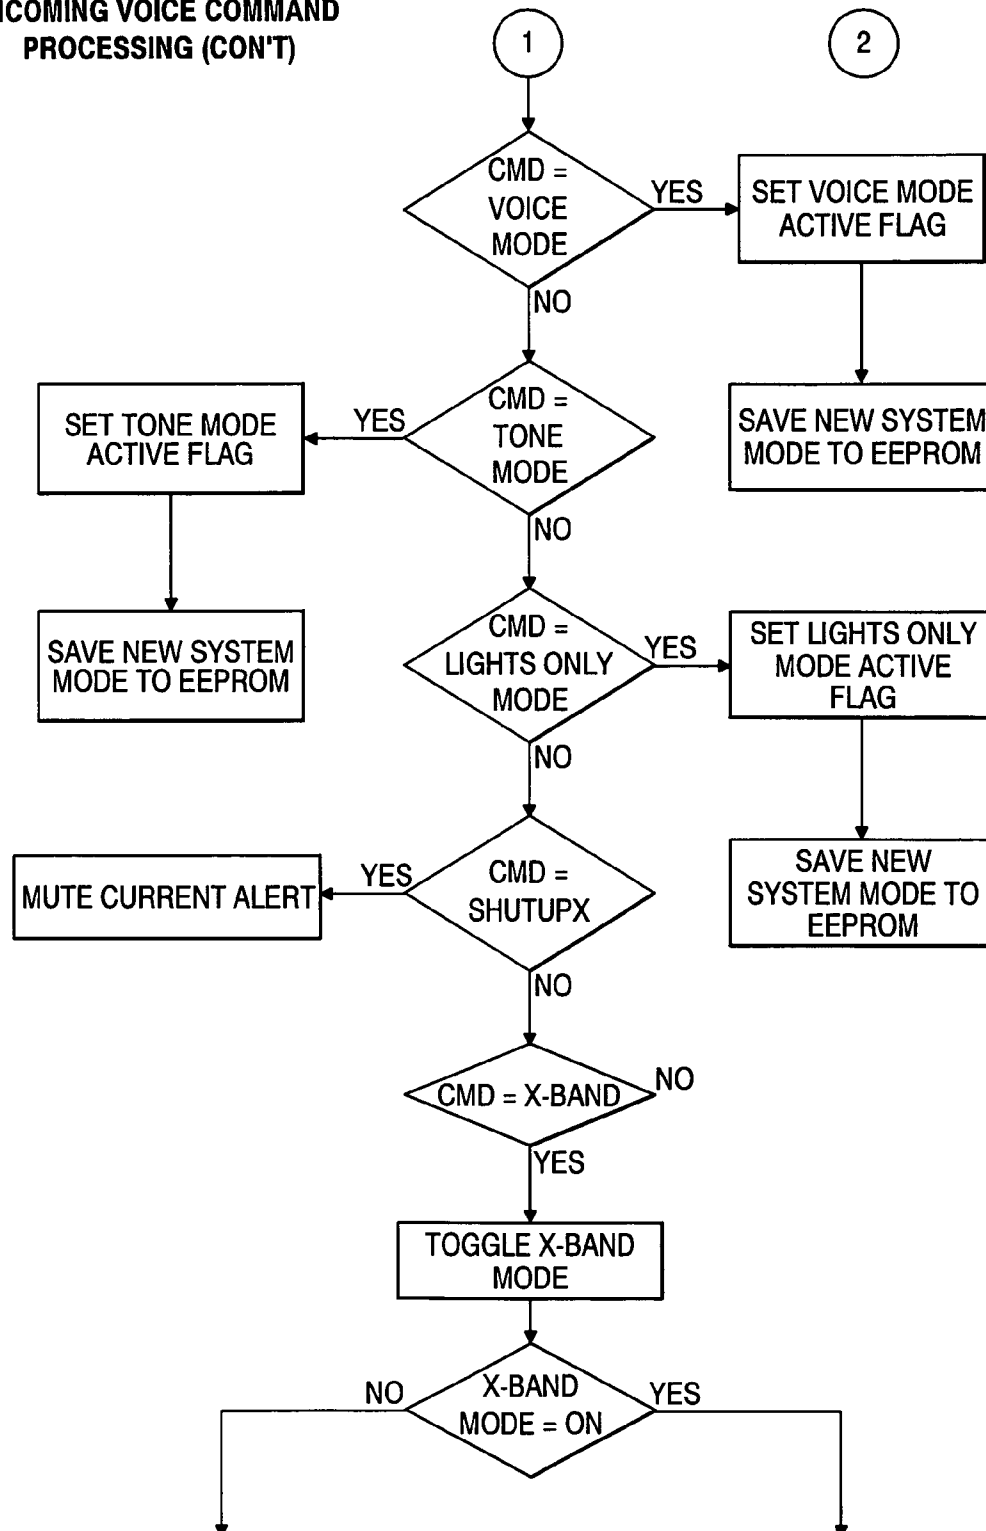 NCOMING VOICE COMMAND
PROCESSING (CON'T)
1
2
CMD =
VOICE
MODE
YES
SET VOICE MODE
ACTIVE FLAG
NO
SET TONE MODE
ACTIVE FLAG
YES
CMD =
TONE
MODE
SAVE NEW SYSTEM
MODE TO EEPROM
NO
SAVE NEW SYSTEM
MODE TO EEPROM
CMD =
LIGHTS ONLY
MODE
YES
SET LIGHTS ONLY
MODE ACTIVE
FLAG
NO
MUTE CURRENT ALERT
YES
CMD =
SHUTUPX
SAVE NEW
SYSTEM MODE TO
EEPROM
NO
CMD = X-BAND
NO
YES
TOGGLE X-BAND
MODE
NO
X-BAND
MODE = ON
YES